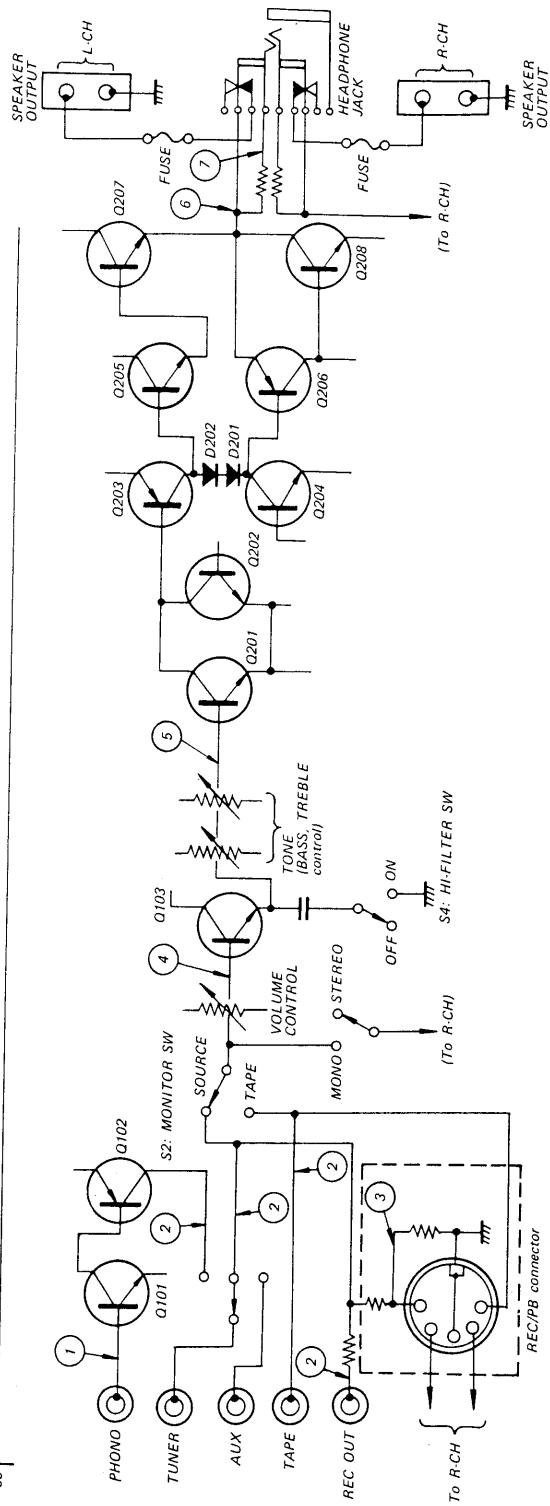 PHONO
TUNER
AUX
TAPE
REC OUT
To R-CH
1
Q101
Q102
2
2
2
2
3
REC/PB connector
S2: MONITOR SW
SOURCE
TAPE
MONO
STEREO
(To R.CH)
VOLUME
CONTROL
4
Q103
OFF
ON
S4: HI-FILTER SW
TONE
(BASS, TREBLE
control)
5
Q201
Q202
Q203
Q204
D202
D201
Q205
Q206
Q207
Q208
6
7
FUSE
FUSE
(To R-CH)
HEADPHONE
JACK
SPEAKER
OUTPUT
L-CH
R-CH
SPEAKER
OUTPUT